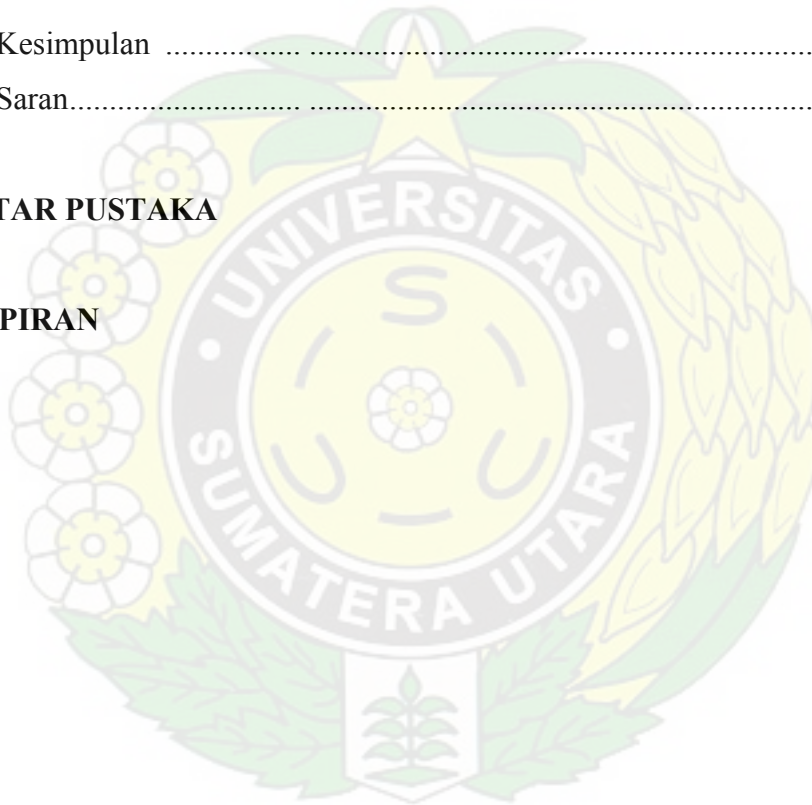 Kesimpulan ................ ............................................................
Saran........................... ............................................................
TAR PUSTAKA
PIRAN
UNIVERSITAS
SUMATERA UTARA
U S U